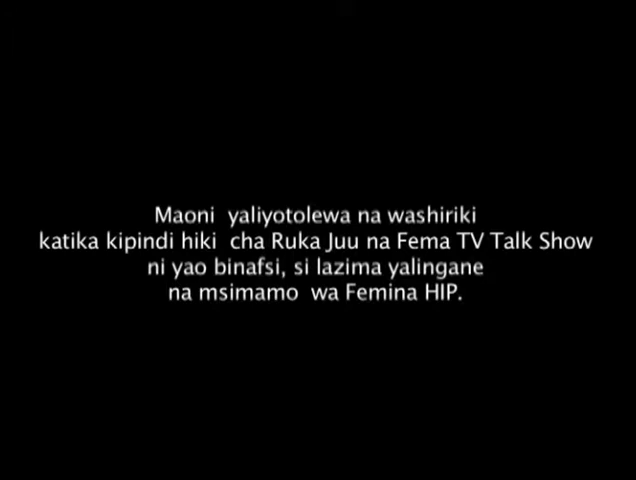 Maoni yaliyotolewa na washiriki
katika kipindi hiki cha Ruka Juu na Fema TV Talk Show
ni yao binafsi, si lazima yalingane
na msimamo wa Femina HIP.